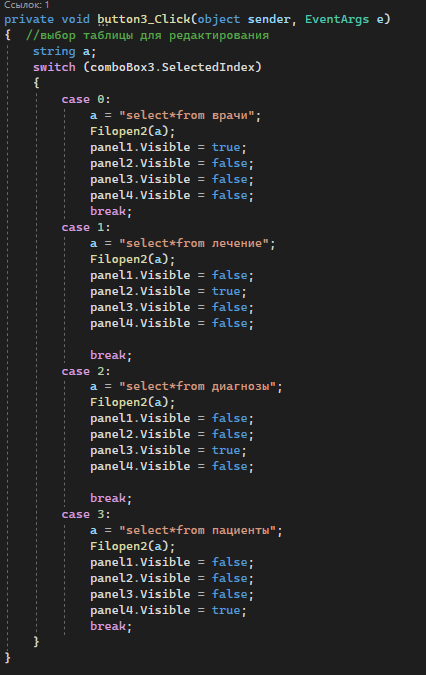 Ссылок: 1
private void button3_Click(object sender, EventArgs e)
{  //выбор таблицы для редактирования
    string a;
    switch (comboBox3.SelectedIndex)
    {
        case 0:
            a = "select*from врачи";
            Filopen2(a);
            panel1.Visible = true;
            panel2.Visible = false;
            panel3.Visible = false;
            panel4.Visible = false;
            break;
        case 1:
            a = "select*from лечение";
            Filopen2(a);
            panel1.Visible = false;
            panel2.Visible = true;
            panel3.Visible = false;
            panel4.Visible = false;

            break;
        case 2:
            a = "select*from диагнозы";
            Filopen2(a);
            panel1.Visible = false;
            panel2.Visible = false;
            panel3.Visible = true;
            panel4.Visible = false;

            break;
        case 3:
            a = "select*from пациенты";
            Filopen2(a);
            panel1.Visible = false;
            panel2.Visible = false;
            panel3.Visible = false;
            panel4.Visible = true;
            break;
    }
}